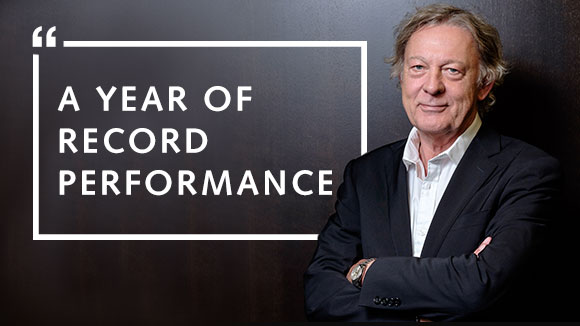 “
A YEAR OF
RECORD
PERFORMANCE